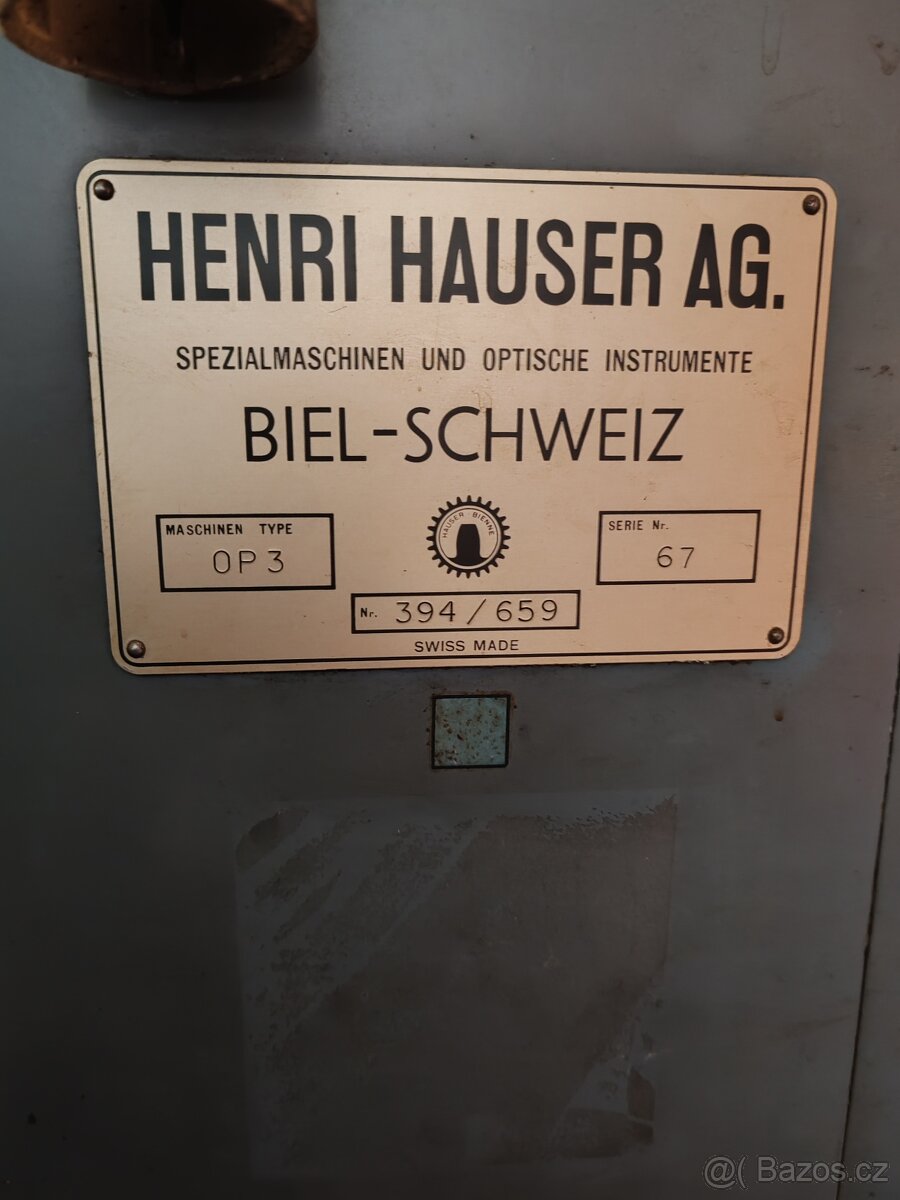 HENRI HAUSER AG.
SPEZIALMASCHINEN UND OPTISCHE INSTRUMENTE
BIEL-SCHWEIZ
MASCHINEN TYPE
OP3
HAUSER · BIENNE
SERIE Nr.
67
Nr. 394/659
SWISS MADE
@( Bazos.cz